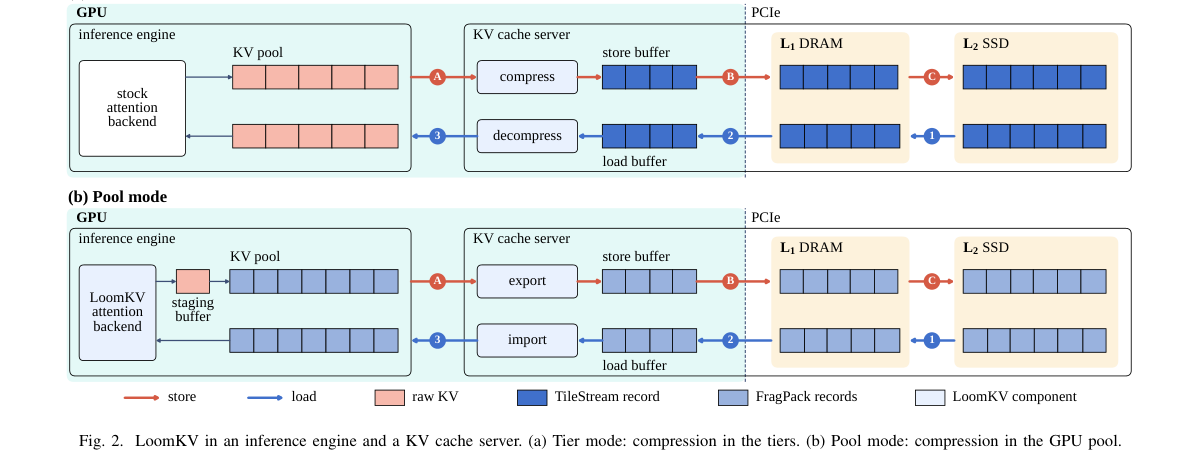 GPU
PCIe
inference engine
KV cache server
KV pool
store buffer
L1 DRAM
L2 SSD
stock
attention
backend
A
compress
B
C
3
decompress
2
1
load buffer
(b) Pool mode
GPU
PCIe
inference engine
KV cache server
KV pool
store buffer
L1 DRAM
L2 SSD
LoomKV
attention
backend
staging
buffer
A
export
B
C
3
import
2
1
load buffer
store
load
raw KV
TileStream record
FragPack records
LoomKV component
Fig. 2. LoomKV in an inference engine and a KV cache server. (a) Tier mode: compression in the tiers. (b) Pool mode: compression in the GPU pool.